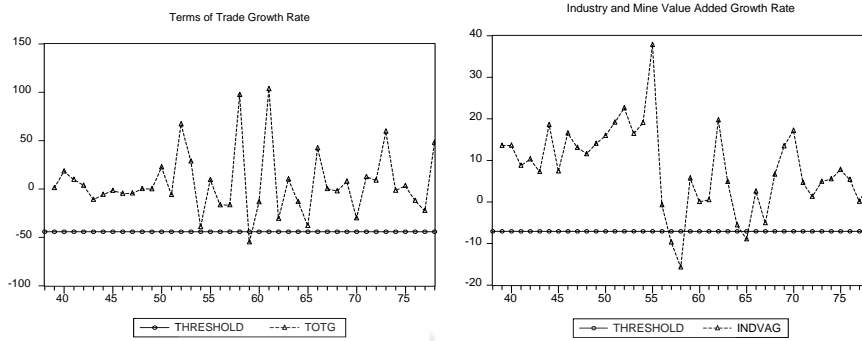 Terms of Trade Growth Rate
150
100
50
0
-50
-100
40 45 50 55 60 65 70 75
THRESHOLD TOTG
Industry and Mine Value Added Growth Rate
40
30
20
10
0
-10
-20
40 45 50 55 60 65 70 75
THRESHOLD INDVAG